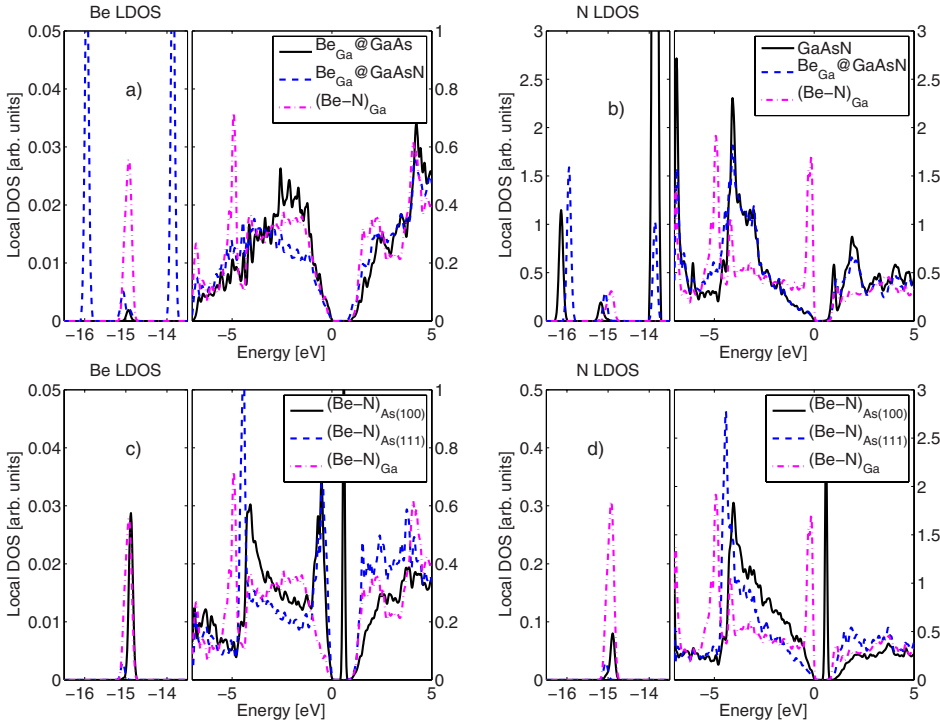 Be LDOS
N LDOS
Local DOS [arb. units]
0.05
0.04
0.03
0.02
0.01
0
−16 −15 −14
Energy [eV]
−5 0 5
1
0.8
0.6
0.4
0.2
0
a)
Be_Ga@GaAs
Be_Ga@GaAsN
(Be−N)_Ga
Local DOS [arb. units]
3
2.5
2
1.5
1
0.5
0
−16 −15 −14
Energy [eV]
−5 0 5
3
2.5
2
1.5
1
0.5
0
b)
GaAsN
Be_Ga@GaAsN
(Be−N)_Ga
Be LDOS
N LDOS
Local DOS [arb. units]
0.05
0.04
0.03
0.02
0.01
0
−16 −15 −14
Energy [eV]
−5 0 5
1
0.8
0.6
0.4
0.2
0
c)
(Be−N)_As(100)
(Be−N)_As(111)
(Be−N)_Ga
Local DOS [arb. units]
0.5
0.4
0.3
0.2
0.1
0
−16 −15 −14
Energy [eV]
−5 0 5
3
2.5
2
1.5
1
0.5
0
d)
(Be−N)_As(100)
(Be−N)_As(111)
(Be−N)_Ga